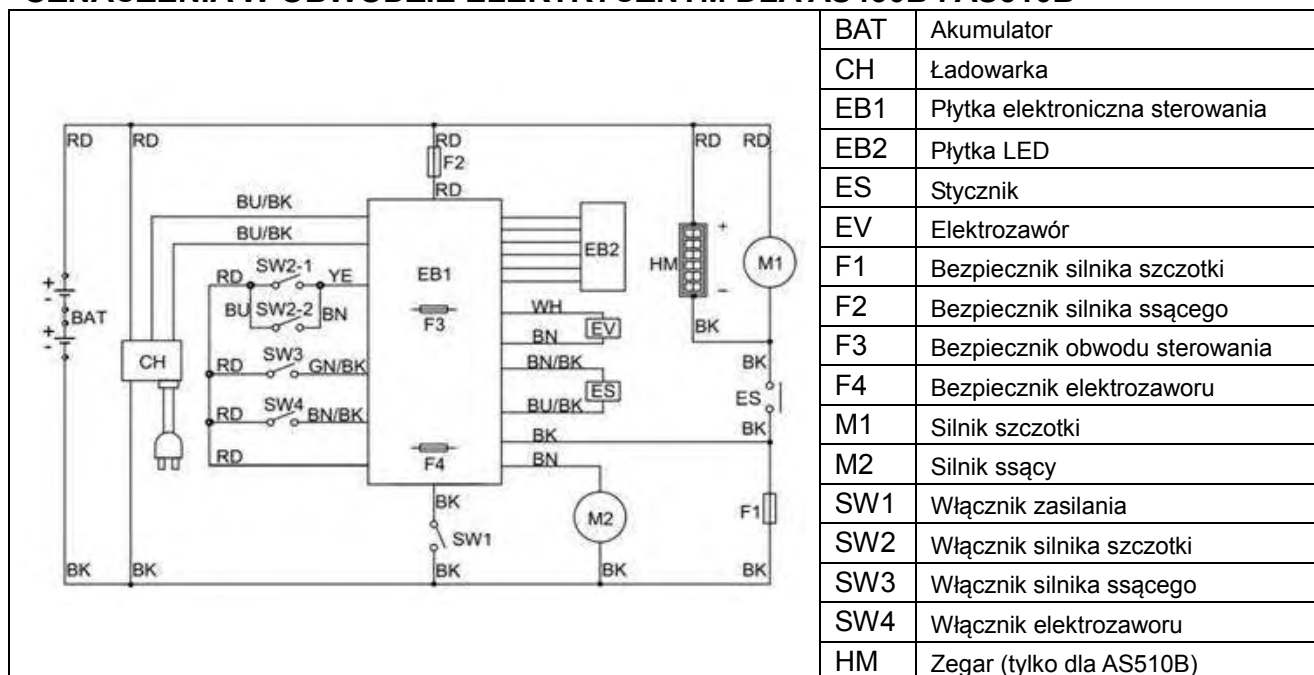 RD
RD
RD
RD
RD
F2
RD
BU/BK
BU/BK
SW2-1
RD
YE
EB1
EB2
HM
+
M1
+
-
BAT
+
-
BU
SW2-2
BN
F3
WH
EV
BN
BK
−
CH
RD
SW3
GN/BK
BN/BK
ES
BU/BK
BK
ES
RD
SW4
BN/BK
BK
BK
RD
F4
BN
BK
M2
F1
SW1
BK
BK
BK
BK
BK
BAT Akumulator
CH Ładowarka
EB1 Płytka elektroniczna sterowania
EB2 Płytka LED
ES Stycznik
EV Elektrozawór
F1 Bezpiecznik silnika szczotki
F2 Bezpiecznik silnika ssącego
F3 Bezpiecznik obwodu sterowania
F4 Bezpiecznik elektrozaworu
M1 Silnik szczotki
M2 Silnik ssący
SW1 Włącznik zasilania
SW2 Włącznik silnika szczotki
SW3 Włącznik silnika ssącego
SW4 Włącznik elektrozaworu
HM Zegar (tylko dla AS510B)